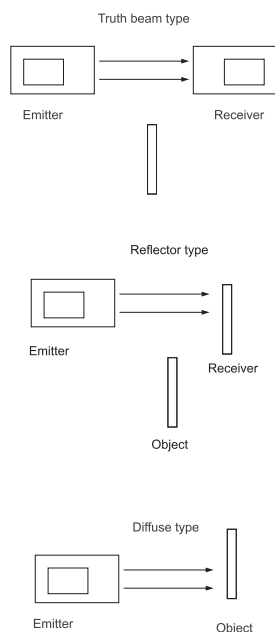 Truth beam type
Emitter
Receiver
Reflector type
Emitter
Receiver
Object
Diffuse type
Emitter
Object